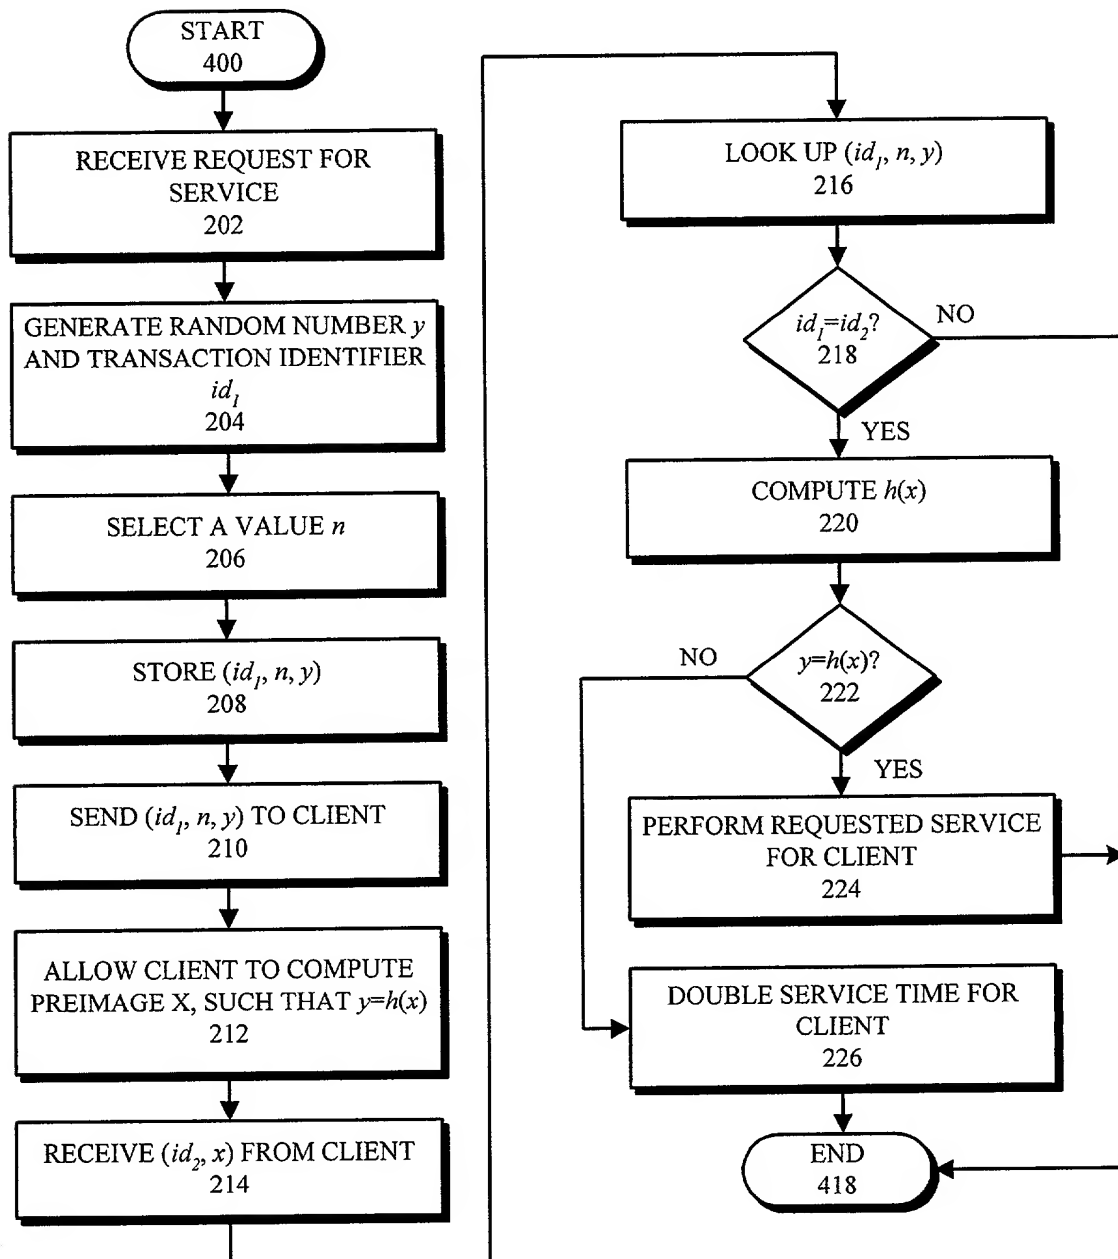 START
400
RECEIVE REQUEST FOR
SERVICE
202
GENERATE RANDOM NUMBER y
AND TRANSACTION IDENTIFIER
id₁
204
SELECT A VALUE n
206
STORE (id₁, n, y)
208
SEND (id₁, n, y) TO CLIENT
210
ALLOW CLIENT TO COMPUTE
PREIMAGE X, SUCH THAT y=h(x)
212
RECEIVE (id₂, x) FROM CLIENT
214
LOOK UP (id₁, n, y)
216
id₁=id₂?
218
NO
YES
COMPUTE h(x)
220
NO
y=h(x)?
222
YES
PERFORM REQUESTED SERVICE
FOR CLIENT
224
DOUBLE SERVICE TIME FOR
CLIENT
226
END
418